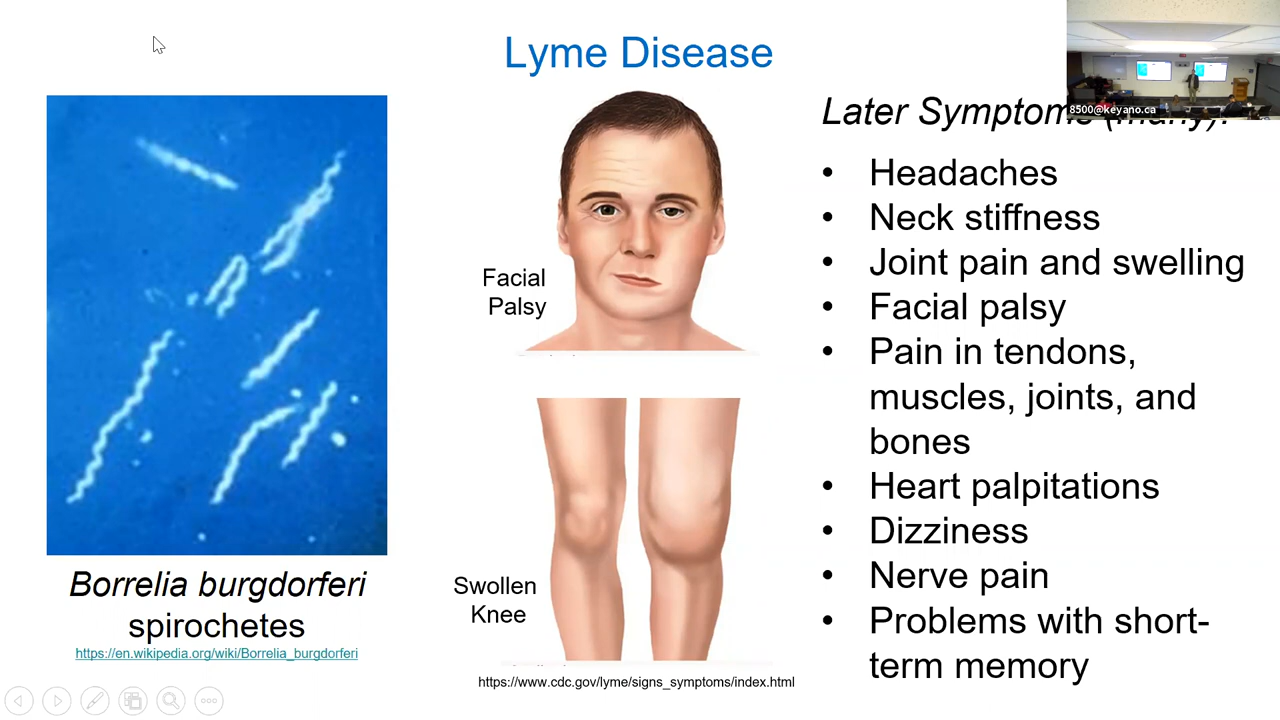 Lyme Disease
8500@keyano.ca
Later Symptoms (many):
• Headaches
• Neck stiffness
• Joint pain and swelling
• Facial palsy
• Pain in tendons,
muscles, joints, and
bones
• Heart palpitations
• Dizziness
• Nerve pain
• Problems with short-
term memory
Facial
Palsy
Swollen
Knee
https://www.cdc.gov/lyme/signs_symptoms/index.html
Borrelia burgdorferi
spirochetes
https://en.wikipedia.org/wiki/Borrelia_burgdorferi